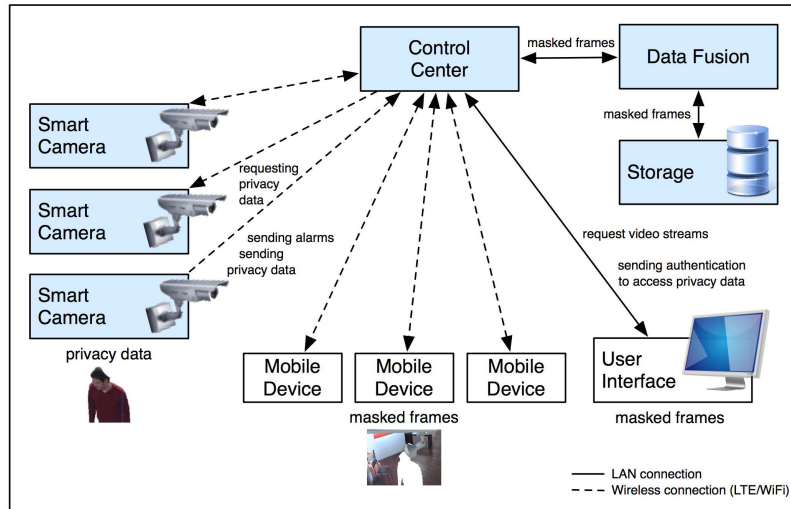 Control
Center
masked frames
Data Fusion
masked frames
Storage
Smart
Camera
Smart
Camera
requesting
privacy
data
sending alarms
sending
privacy data
Smart
Camera
privacy data
request video streams
sending authentication
to access privacy data
Mobile
Device
Mobile
Device
Mobile
Device
masked frames
User
Interface
masked frames
LAN connection
Wireless connection (LTE/WiFi)